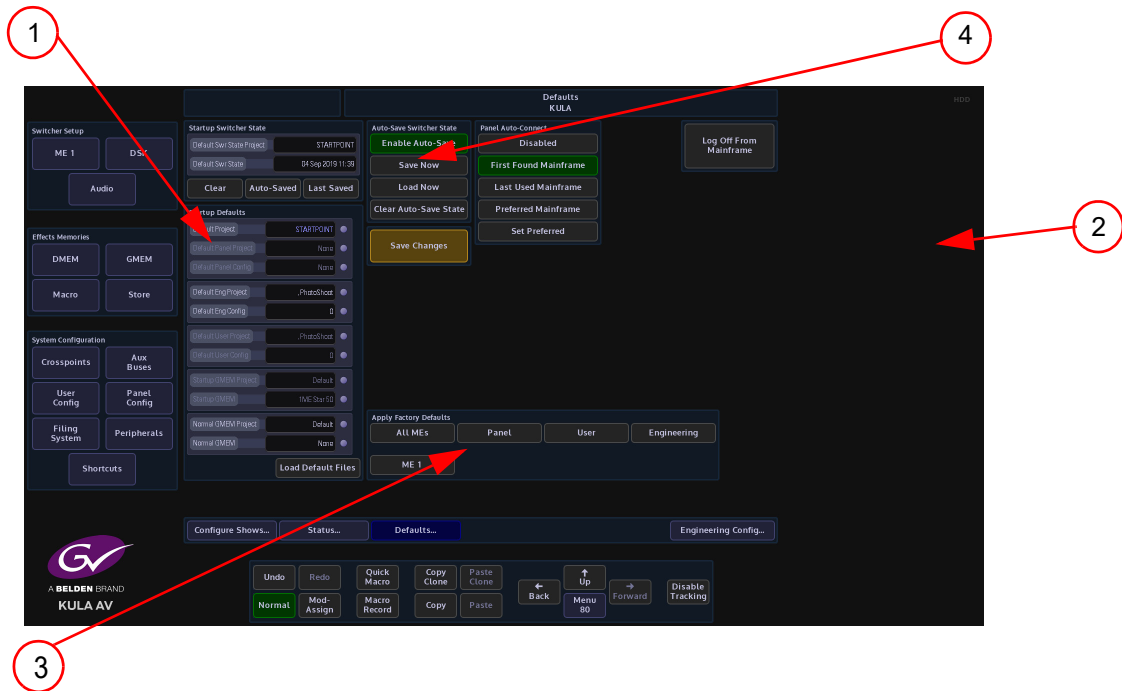 1
4
Defaults
KULA
HDD
Switcher Setup
ME 1
DSK
Audio
Startup Switcher State
Default Swr State Project
STARTPOINT
Default Swr State
04 Sep 2019 11:39
Clear
Auto-Saved
Last Saved
Auto-Save Switcher State
Enable Auto-Save
Save Now
Load Now
Clear Auto-Save State
Save Changes
Panel Auto-Connect
Disabled
First Found Mainframe
Last Used Mainframe
Preferred Mainframe
Set Preferred
Log Off From
Mainframe
2
Startup Defaults
Default Project
STARTPOINT
Default Panel Project
None
Default Panel Config
None
Default Eng Project
.PhotoShoot
Default Eng Config
0
Default User Project
.PhotoShoot
Default User Config
0
Startup GMEM Project
Default
Startup GMEM
1ME Star 50
Normal GMEM Project
Default
Normal GMEM
None
Load Default Files
Effects Memories
DMEM
GMEM
Macro
Store
System Configuration
Crosspoints
Aux
Buses
User
Config
Panel
Config
Filing
System
Peripherals
Shortcuts
Apply Factory Defaults
All MEs
Panel
User
Engineering
ME 1
Configure Shows...
Status...
Defaults...
Engineering Config...
GV
A BELDEN BRAND
KULA AV
Undo
Redo
Quick
Macro
Copy
Clone
Paste
Clone
Normal
Mod-
Assign
Macro
Record
Copy
Paste
←
Back
↑
Up
Menu
80
→
Forward
Disable
Tracking
3